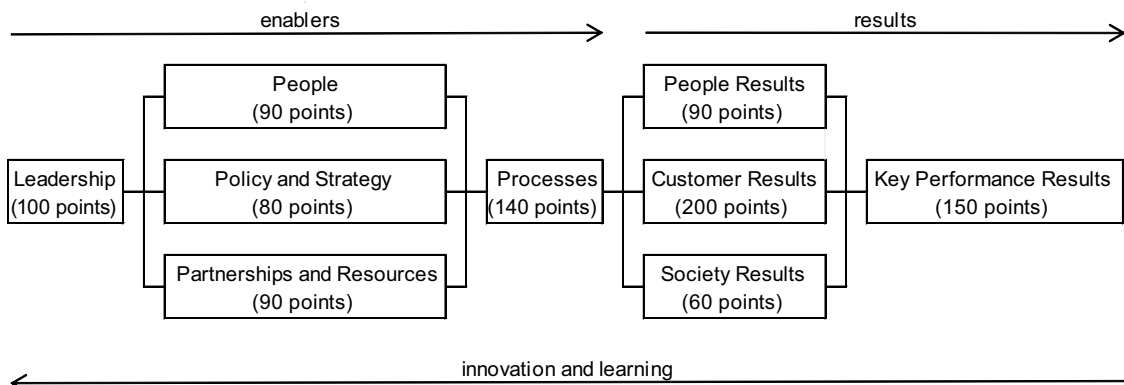 enablers
results
People
(90 points)
People Results
(90 points)
Leadership
(100 points)
Policy and Strategy
(80 points)
Processes
(140 points)
Customer Results
(200 points)
Key Performance Results
(150 points)
Partnerships and Resources
(90 points)
Society Results
(60 points)
innovation and learning